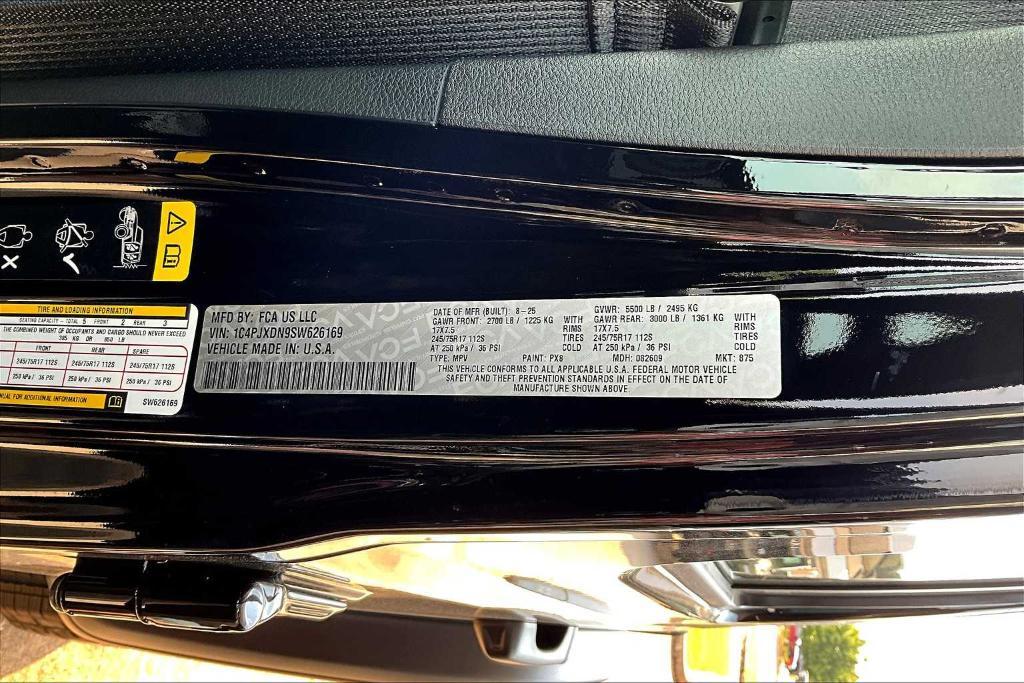 TIRE AND LOADING INFORMATION
SEATING CAPACITY - TOTAL 5 FRONT 2 REAR 3
THE COMBINED WEIGHT OF OCCUPANTS AND CARGO SHOULD NEVER EXCEED
385 KG OR 850 LB
FRONT REAR SPARE
245/75R17 112S 245/75R17 112S 245/75R17 112S
250 kPa / 36 PSI 250 kPa / 36 PSI 250 kPa / 36 PSI
MANUAL FOR ADDITIONAL INFORMATION
SW626169
MFD BY: FCA US LLC
VIN: 1C4PJXDN9SW626169
VEHICLE MADE IN U.S.A.
DATE OF MFR (BUILT): 8-25
GAWR FRONT: 2700 LB / 1225 KG WITH
17X7.5 RIMS
245/75R17 112S TIRES
AT 250 kPa / 36 PSI COLD
GVWR: 5500 LB / 2495 KG
GAWR REAR: 3000 LB / 1361 KG WITH
17X7.5 RIMS
245/75R17 112S TIRES
AT 250 kPa / 36 PSI COLD
TYPE: MPV PAINT: PX8 MDH: 082609 MKT: 875
THIS VEHICLE CONFORMS TO ALL APPLICABLE U.S.A. FEDERAL MOTOR VEHICLE
SAFETY AND THEFT PREVENTION STANDARDS IN EFFECT ON THE DATE OF
MANUFACTURE SHOWN ABOVE.